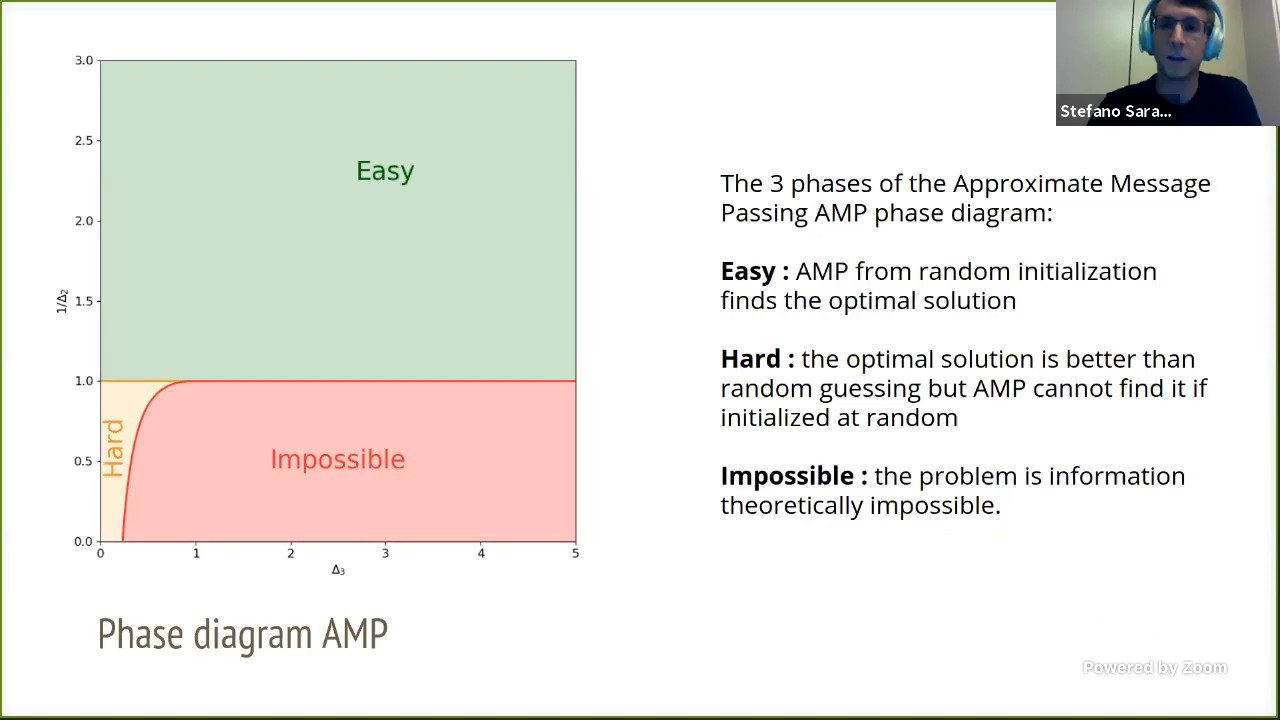 Stefano Sara...
3.0
2.5
2.0
1.5
1.0
0.5
0.0
1/Δ₂
Easy
Hard
Impossible
0 1 2 3 4 5
Δ₃
The 3 phases of the Approximate Message
Passing AMP phase diagram:
Easy : AMP from random initialization
finds the optimal solution
Hard : the optimal solution is better than
random guessing but AMP cannot find it if
initialized at random
Impossible : the problem is information
theoretically impossible.
Phase diagram AMP
Powered by Zoom